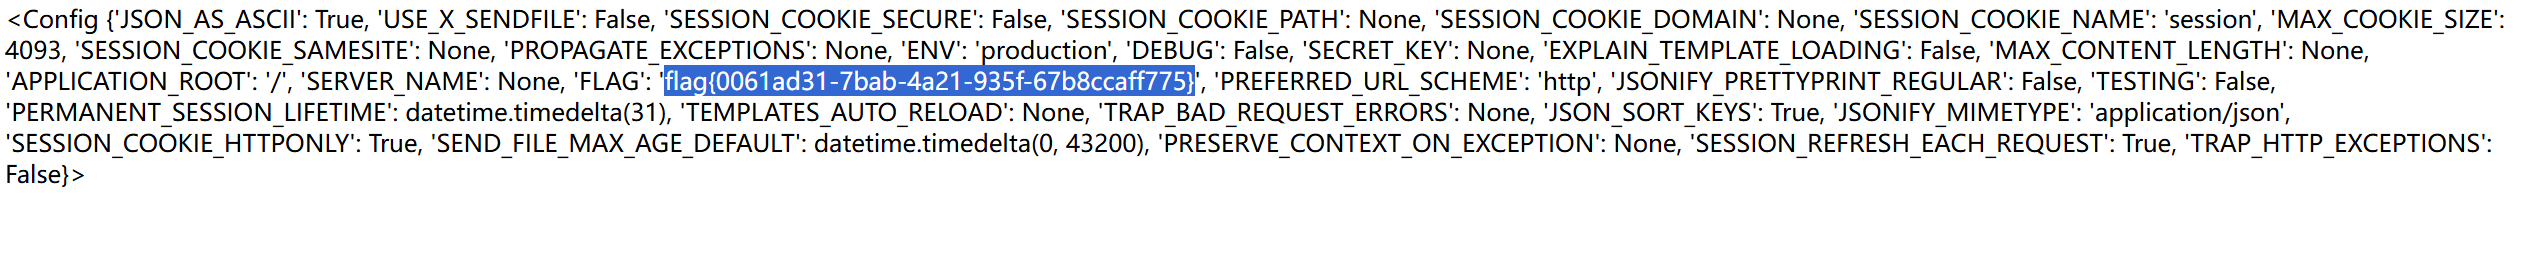 <Config {'JSON_AS_ASCII': True, 'USE_X_SENDFILE': False, 'SESSION_COOKIE_SECURE': False, 'SESSION_COOKIE_PATH': None, 'SESSION_COOKIE_DOMAIN': None, 'SESSION_COOKIE_NAME': 'session', 'MAX_COOKIE_SIZE':
4093, 'SESSION_COOKIE_SAMESITE': None, 'PROPAGATE_EXCEPTIONS': None, 'ENV': 'production', 'DEBUG': False, 'SECRET_KEY': None, 'EXPLAIN_TEMPLATE_LOADING': False, 'MAX_CONTENT_LENGTH': None,
'APPLICATION_ROOT': '/', 'SERVER_NAME': None, 'FLAG': 'flag{0061ad31-7bab-4a21-935f-67b8ccaff775}', 'PREFERRED_URL_SCHEME': 'http', 'JSONIFY_PRETTYPRINT_REGULAR': False, 'TESTING': False,
'PERMANENT_SESSION_LIFETIME': datetime.timedelta(31), 'TEMPLATES_AUTO_RELOAD': None, 'TRAP_BAD_REQUEST_ERRORS': None, 'JSON_SORT_KEYS': True, 'JSONIFY_MIMETYPE': 'application/json',
'SESSION_COOKIE_HTTPONLY': True, 'SEND_FILE_MAX_AGE_DEFAULT': datetime.timedelta(0, 43200), 'PRESERVE_CONTEXT_ON_EXCEPTION': None, 'SESSION_REFRESH_EACH_REQUEST': True, 'TRAP_HTTP_EXCEPTIONS':
False}>